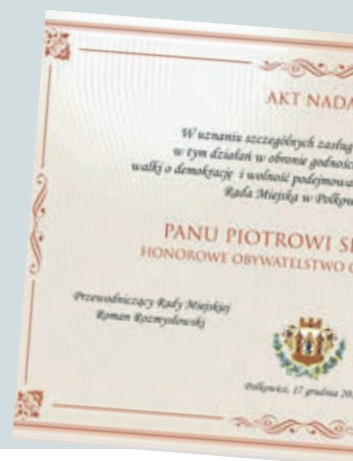 AKT NADA
W uznaniu szczególnych zasług
w tym działań w obronie godności
walki o demokrację i wolność podejmowa
Rada Miejska w Polkow
PANU PIOTROWI S
HONOROWE OBYWATELSTWO
Przewodniczący Rady Miejskiej
Roman Rozmysłowski
Polkowice, 17 grudnia 20